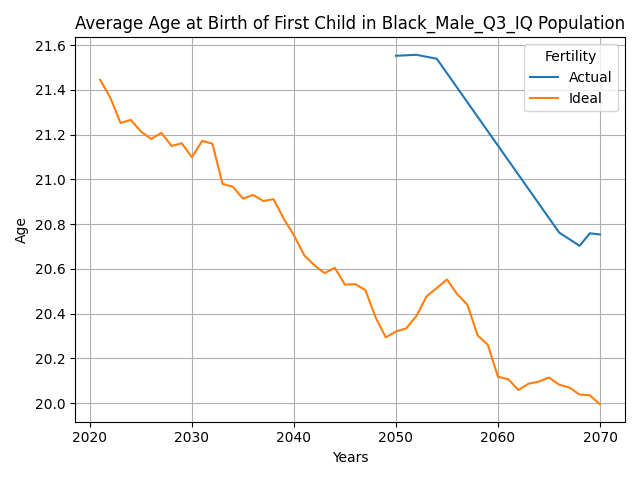 Average Age at Birth of First Child in Black_Male_Q3_IQ Population
Fertility
Actual
Ideal
21.6
21.4
21.2
21.0
20.8
20.6
20.4
20.2
20.0
Age
2020 2030 2040 2050 2060 2070
Years